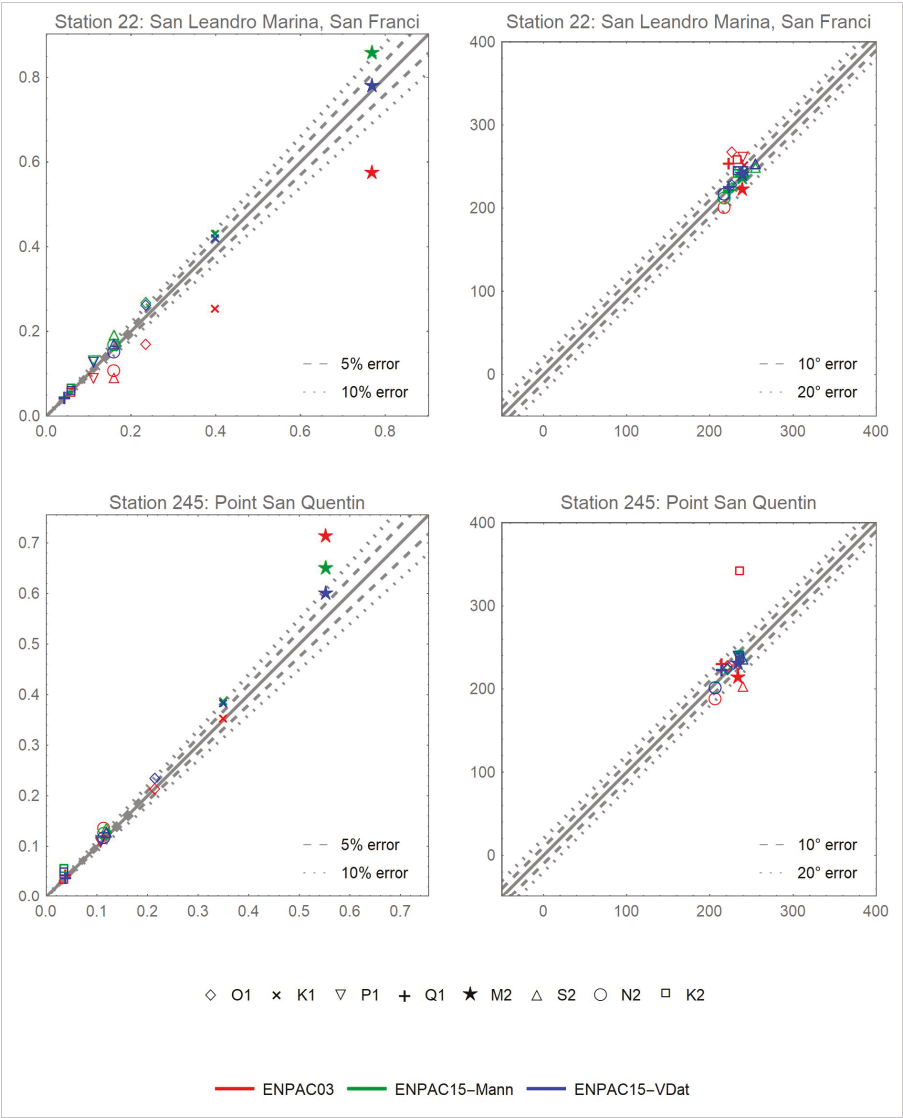 Station 22: San Leandro Marina, San Franci
0.8
0.6
0.4
0.2
0.0
0.0 0.2 0.4 0.6 0.8
5% error
10% error
Station 22: San Leandro Marina, San Franci
400
300
200
100
0
0 100 200 300 400
10° error
20° error
Station 245: Point San Quentin
0.7
0.6
0.5
0.4
0.3
0.2
0.1
0.0
0.0 0.1 0.2 0.3 0.4 0.5 0.6 0.7
5% error
10% error
Station 245: Point San Quentin
400
300
200
100
0
0 100 200 300 400
10° error
20° error
O1 K1 P1 Q1 M2 S2 N2 K2
ENPAC03 ENPAC15–Mann ENPAC15–VDat